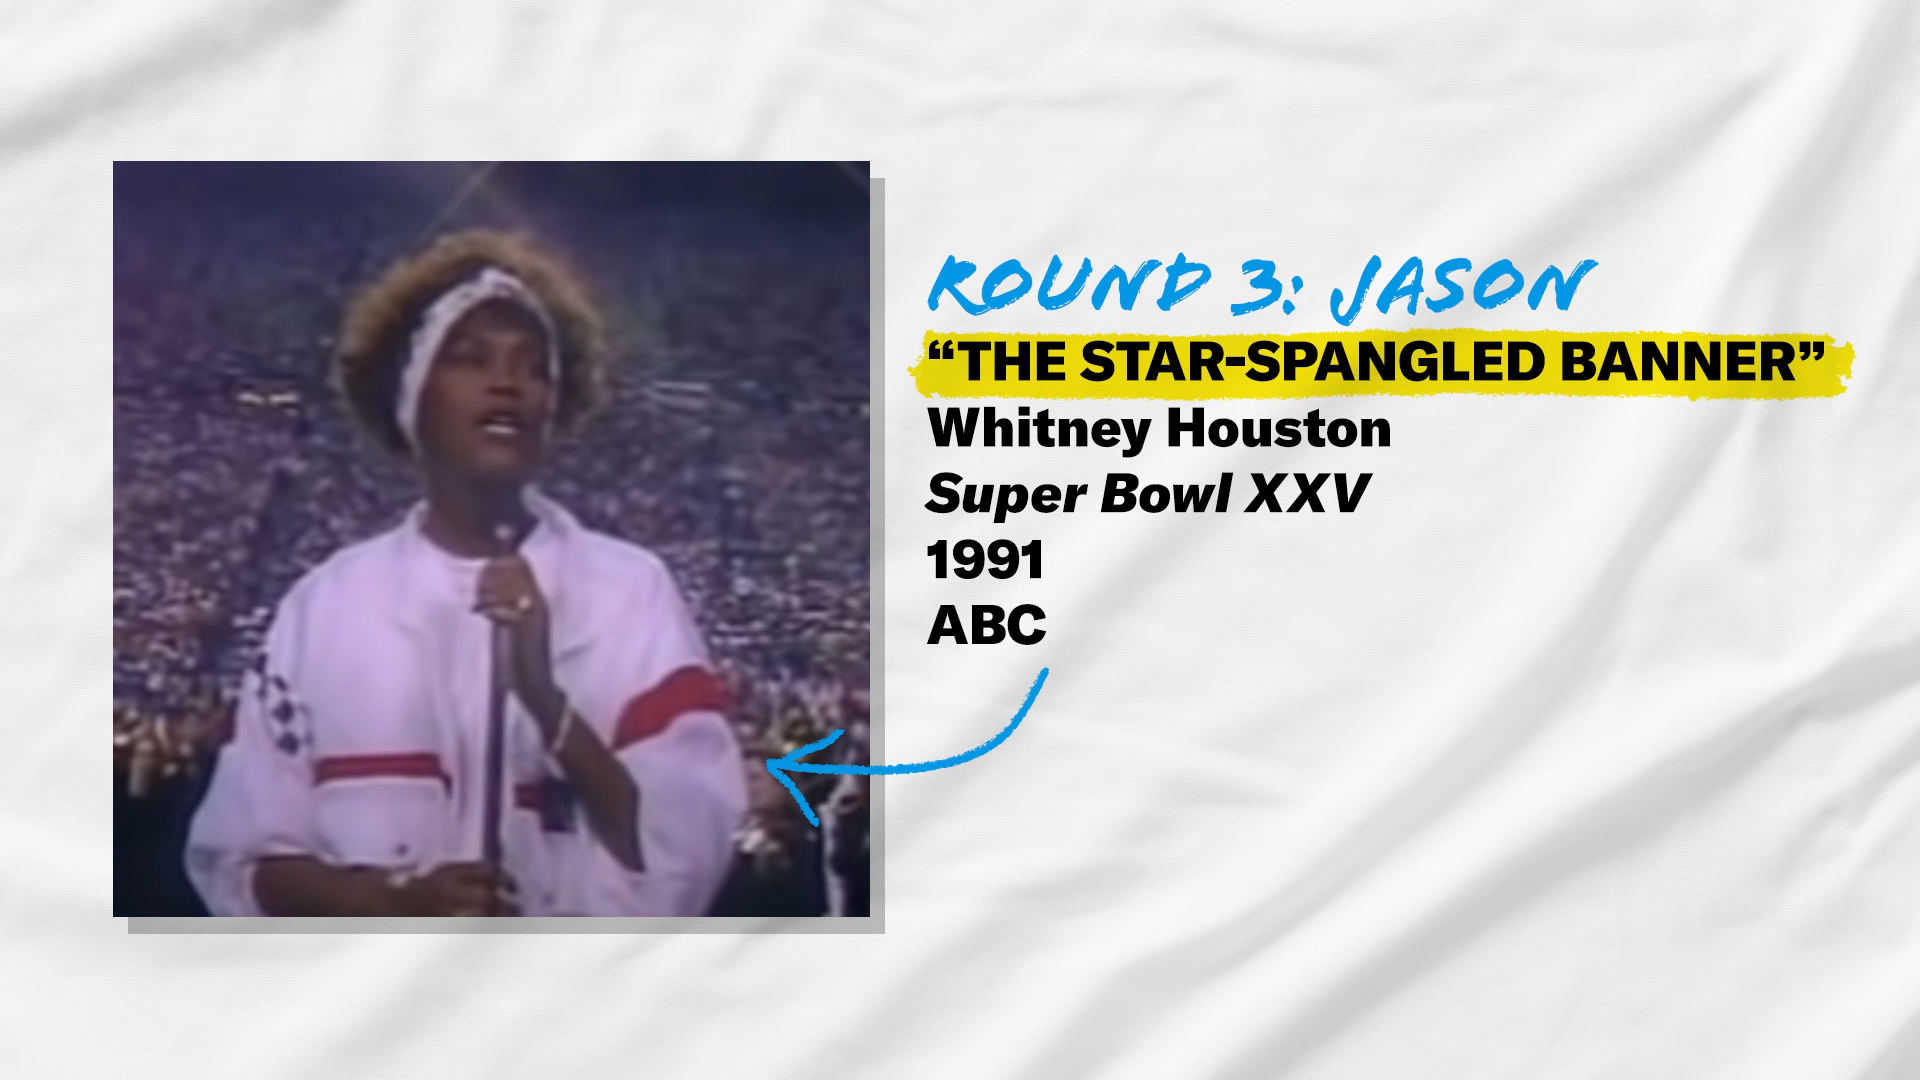 ROUND 3: JASON
“THE STAR-SPANGLED BANNER”
Whitney Houston
Super Bowl XXV
1991
ABC